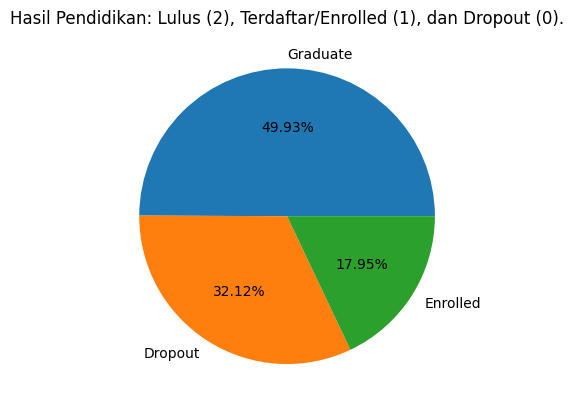 Hasil Pendidikan: Lulus (2), Terdaftar/Enrolled (1), dan Dropout (0).
Graduate
49.93%
17.95%
32.12%
Enrolled
Dropout